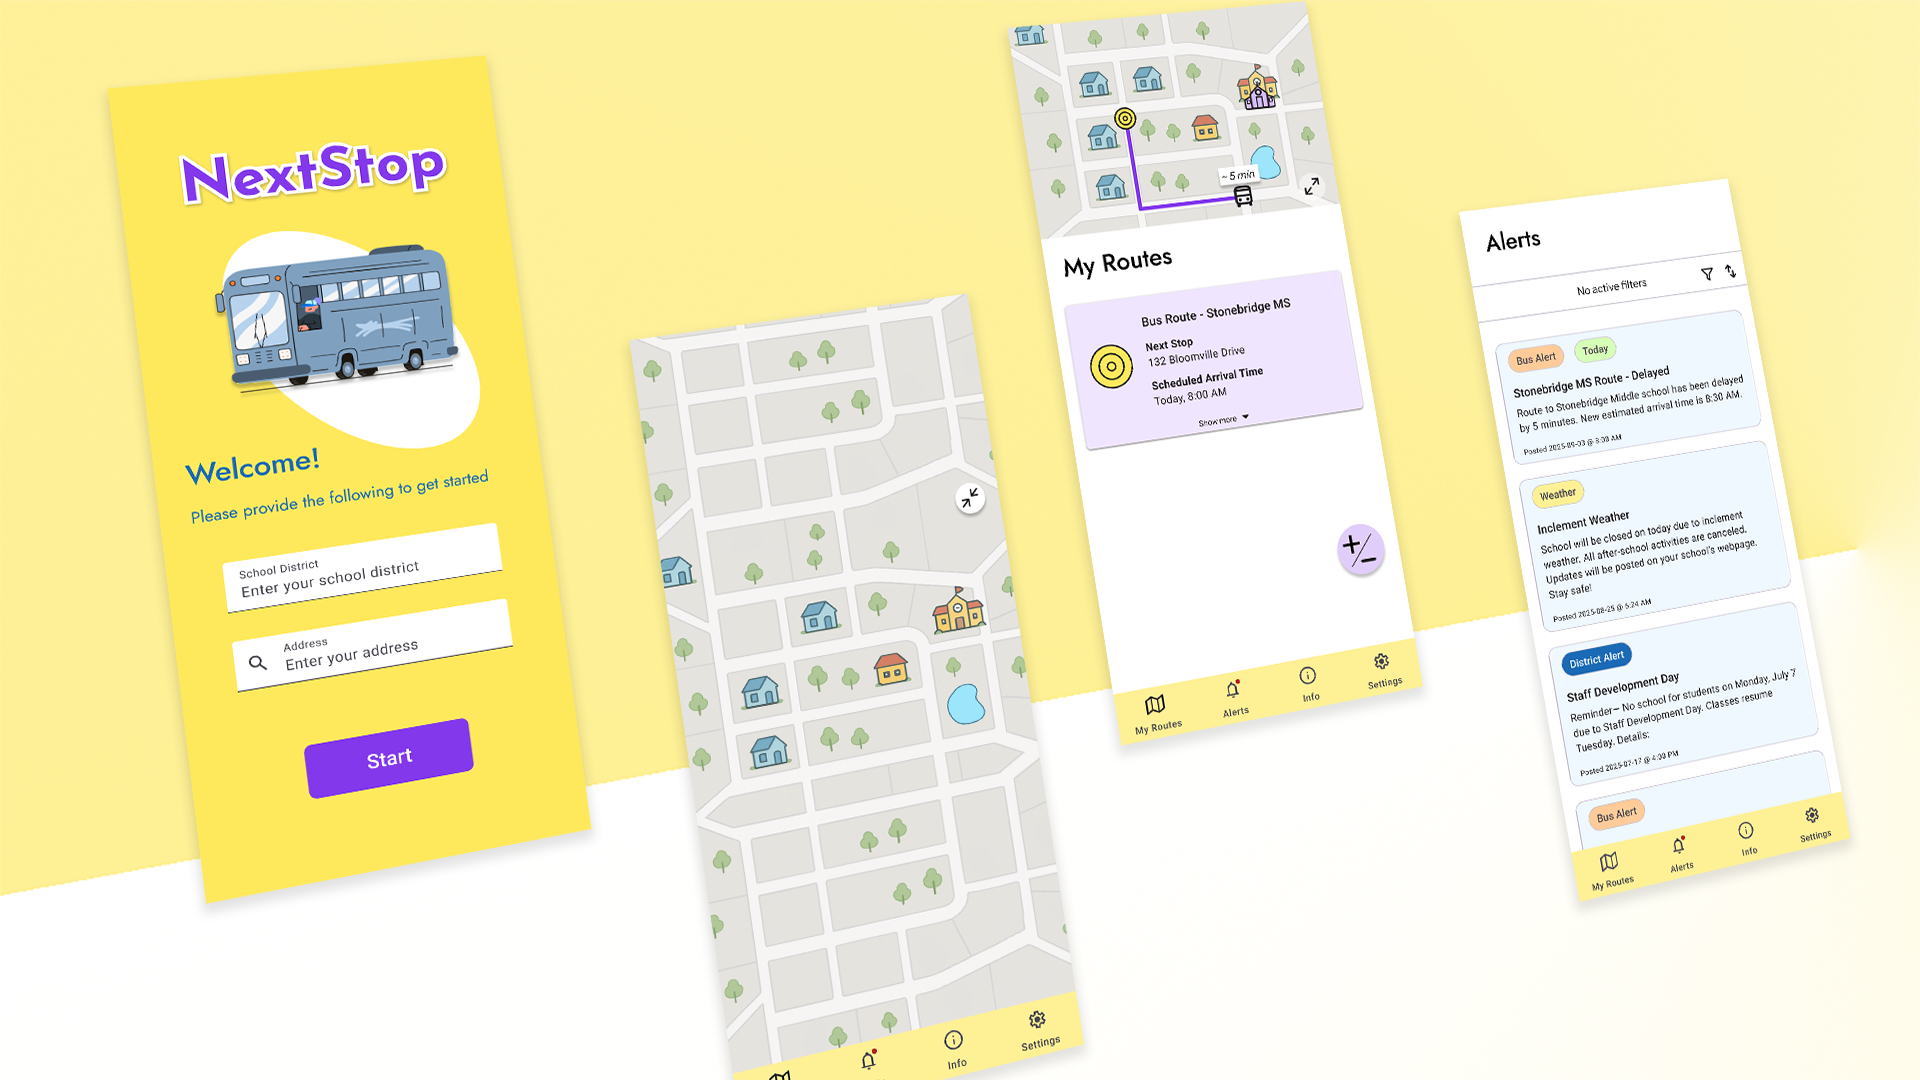 NextStop
Welcome!
Please provide the following to get started
School District
Enter your school district
Address
Enter your address
Start
Info
Settings
~ 5 min
My Routes
Bus Route - Stonebridge MS
Next Stop
132 Bloomville Drive
Scheduled Arrival Time
Today, 8:00 AM
Show more
My Routes
Alerts
Info
Settings
Alerts
No active filters
Bus Alert
Today
Stonebridge MS Route - Delayed
Route to Stonebridge Middle school has been delayed
by 5 minutes. New estimated arrival time is 8:30 AM.
Posted 2025-09-03 @ 8:00 AM
Weather
Inclement Weather
School will be closed on today due to inclement
weather. All after-school activities are canceled.
Updates will be posted on your school's webpage.
Stay safe!
Posted 2025-08-25 @ 5:24 AM
District Alert
Staff Development Day
Reminder— No school for students on Monday, July 7
due to Staff Development Day. Classes resume
Tuesday. Details:
Posted 2025-07-17 @ 4:00 PM
Bus Alert
My Routes
Alerts
Info
Settings